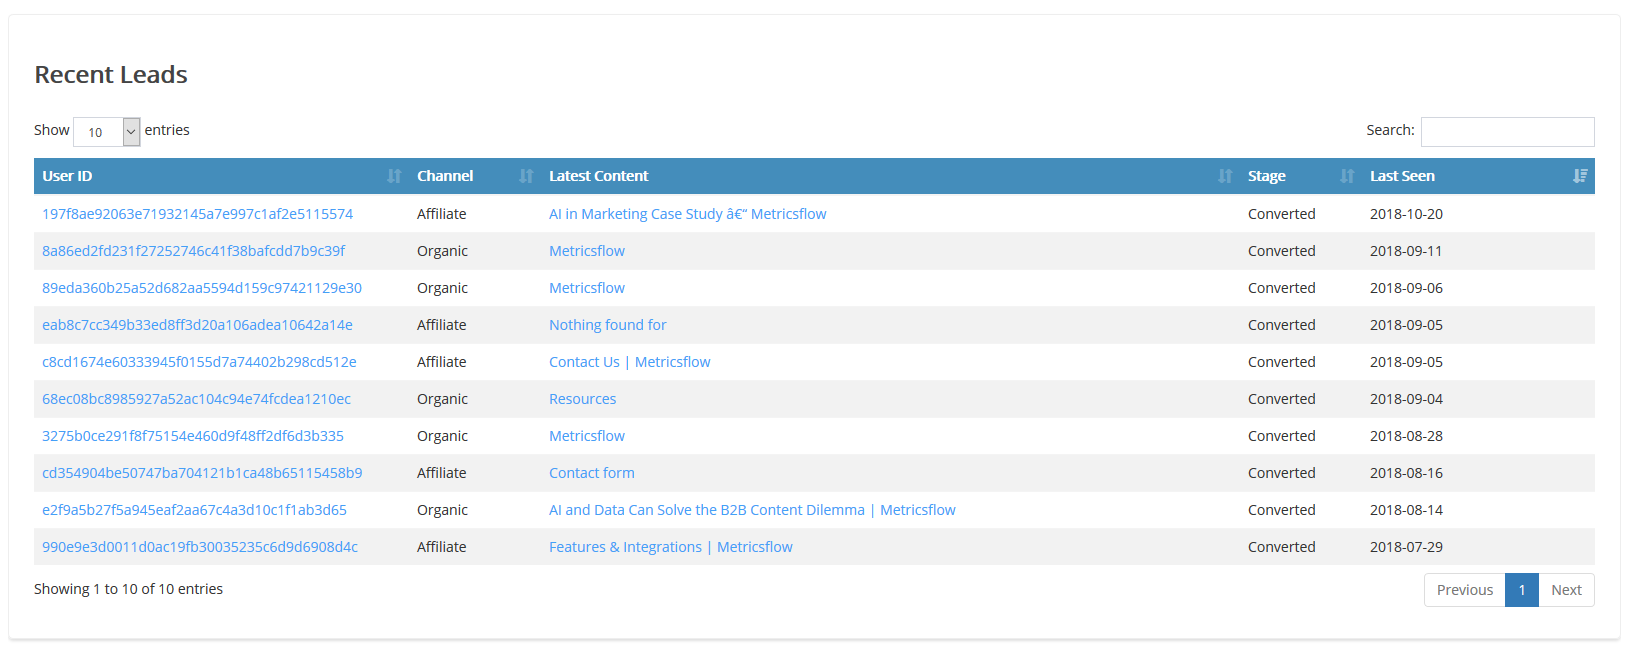 Recent Leads
Show 10 entries Search:
User ID Channel Latest Content Stage Last Seen
197f8ae92063e71932145a7e997c1af2e5115574 Affiliate AI in Marketing Case Study â€“ Metricsflow Converted 2018-10-20
8a86ed2fd231f27252746c41f38bafcdd7b9c39f Organic Metricsflow Converted 2018-09-11
89eda360b25a52d682aa5594d159c97421129e30 Organic Metricsflow Converted 2018-09-06
eab8c7cc349b33ed8ff3d20a106adea10642a14e Affiliate Nothing found for Converted 2018-09-05
c8cd1674e60333945f0155d7a74402b298cd512e Affiliate Contact Us | Metricsflow Converted 2018-09-05
68ec08bc8985927a52ac104c94e74fcdea1210ec Organic Resources Converted 2018-09-04
3275b0ce291f8f75154e460d9f48ff2df6d3b335 Organic Metricsflow Converted 2018-08-28
cd354904be50747ba704121b1ca48b65115458b9 Affiliate Contact form Converted 2018-08-16
e2f9a5b27f5a945eaf2aa67c4a3d10c1f1ab3d65 Organic AI and Data Can Solve the B2B Content Dilemma | Metricsflow Converted 2018-08-14
990e9e3d0011d0ac19fb30035235c6d9d6908d4c Affiliate Features & Integrations | Metricsflow Converted 2018-07-29
Showing 1 to 10 of 10 entries Previous 1 Next